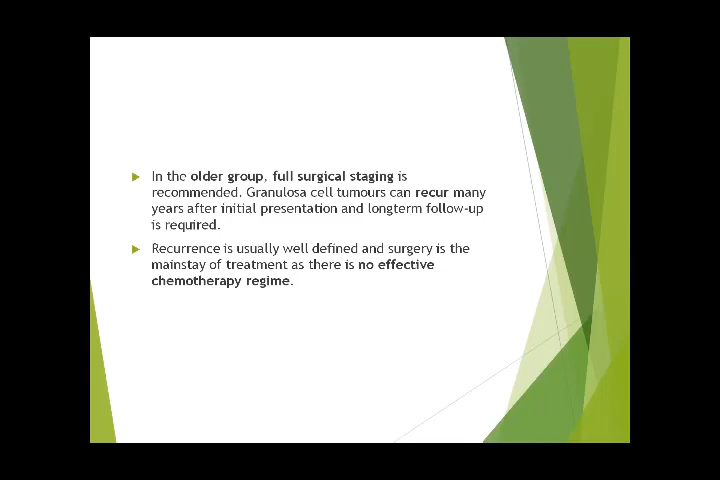 In the older group, full surgical staging is
recommended. Granulosa cell tumours can recur many
years after initial presentation and longterm follow-up
is required.
Recurrence is usually well defined and surgery is the
mainstay of treatment as there is no effective
chemotherapy regime.